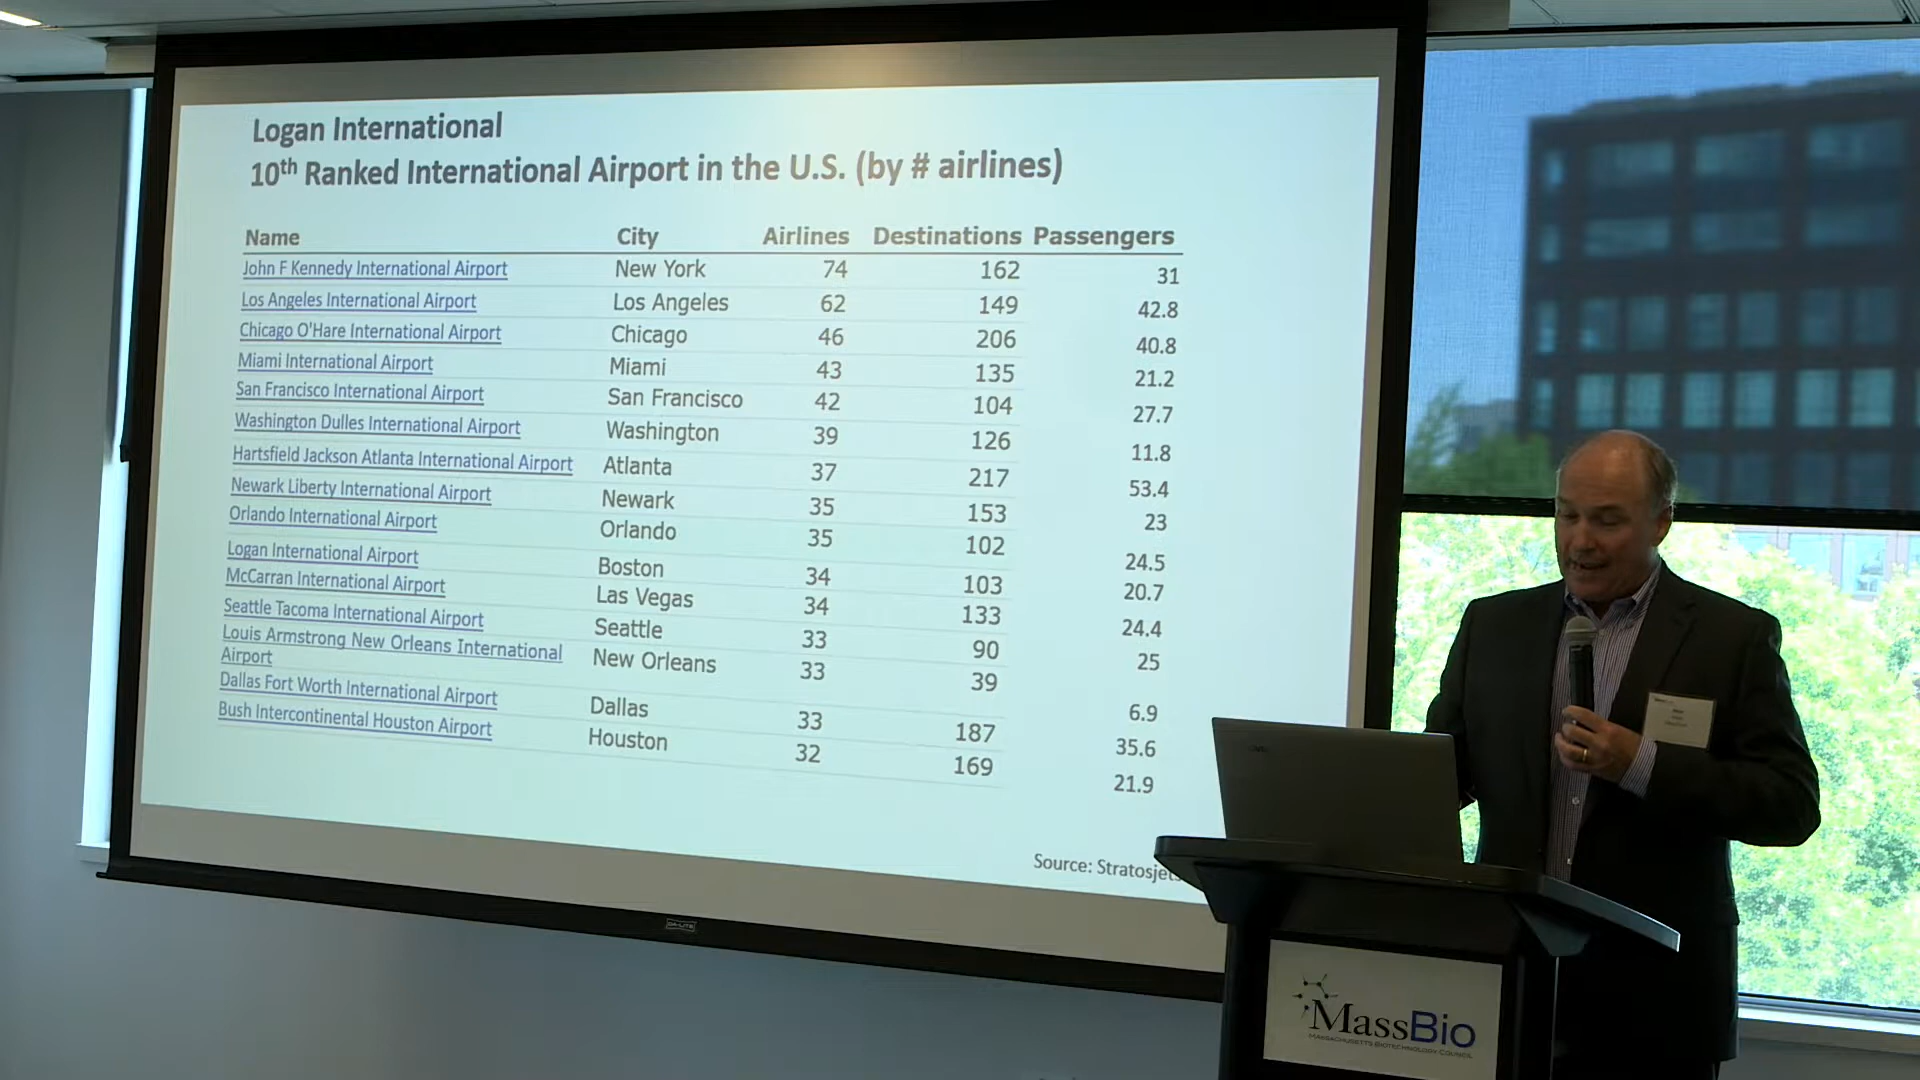 Logan International
10th Ranked International Airport in the U.S. (by # airlines)
Name City Airlines Destinations Passengers
John F Kennedy International Airport New York 74 162 31
Los Angeles International Airport Los Angeles 62 149 42.8
Chicago O'Hare International Airport Chicago 46 206 40.8
Miami International Airport Miami 43 135 21.2
San Francisco International Airport San Francisco 42 104 27.7
Washington Dulles International Airport Washington 39 126 11.8
Hartsfield Jackson Atlanta International Airport Atlanta 37 217 53.4
Newark Liberty International Airport Newark 35 153 23
Orlando International Airport Orlando 35 102 24.5
Logan International Airport Boston 34 103 20.7
McCarran International Airport Las Vegas 34 133 24.4
Seattle Tacoma International Airport Seattle 33 90 25
Louis Armstrong New Orleans International
Airport New Orleans 33 39 6.9
Dallas Fort Worth International Airport Dallas 33 187 35.6
Bush Intercontinental Houston Airport Houston 32 169 21.9
Source:
DA-LITE
MassBio
MASSACHUSETTS BIOTECHNOLOGY COUNCIL